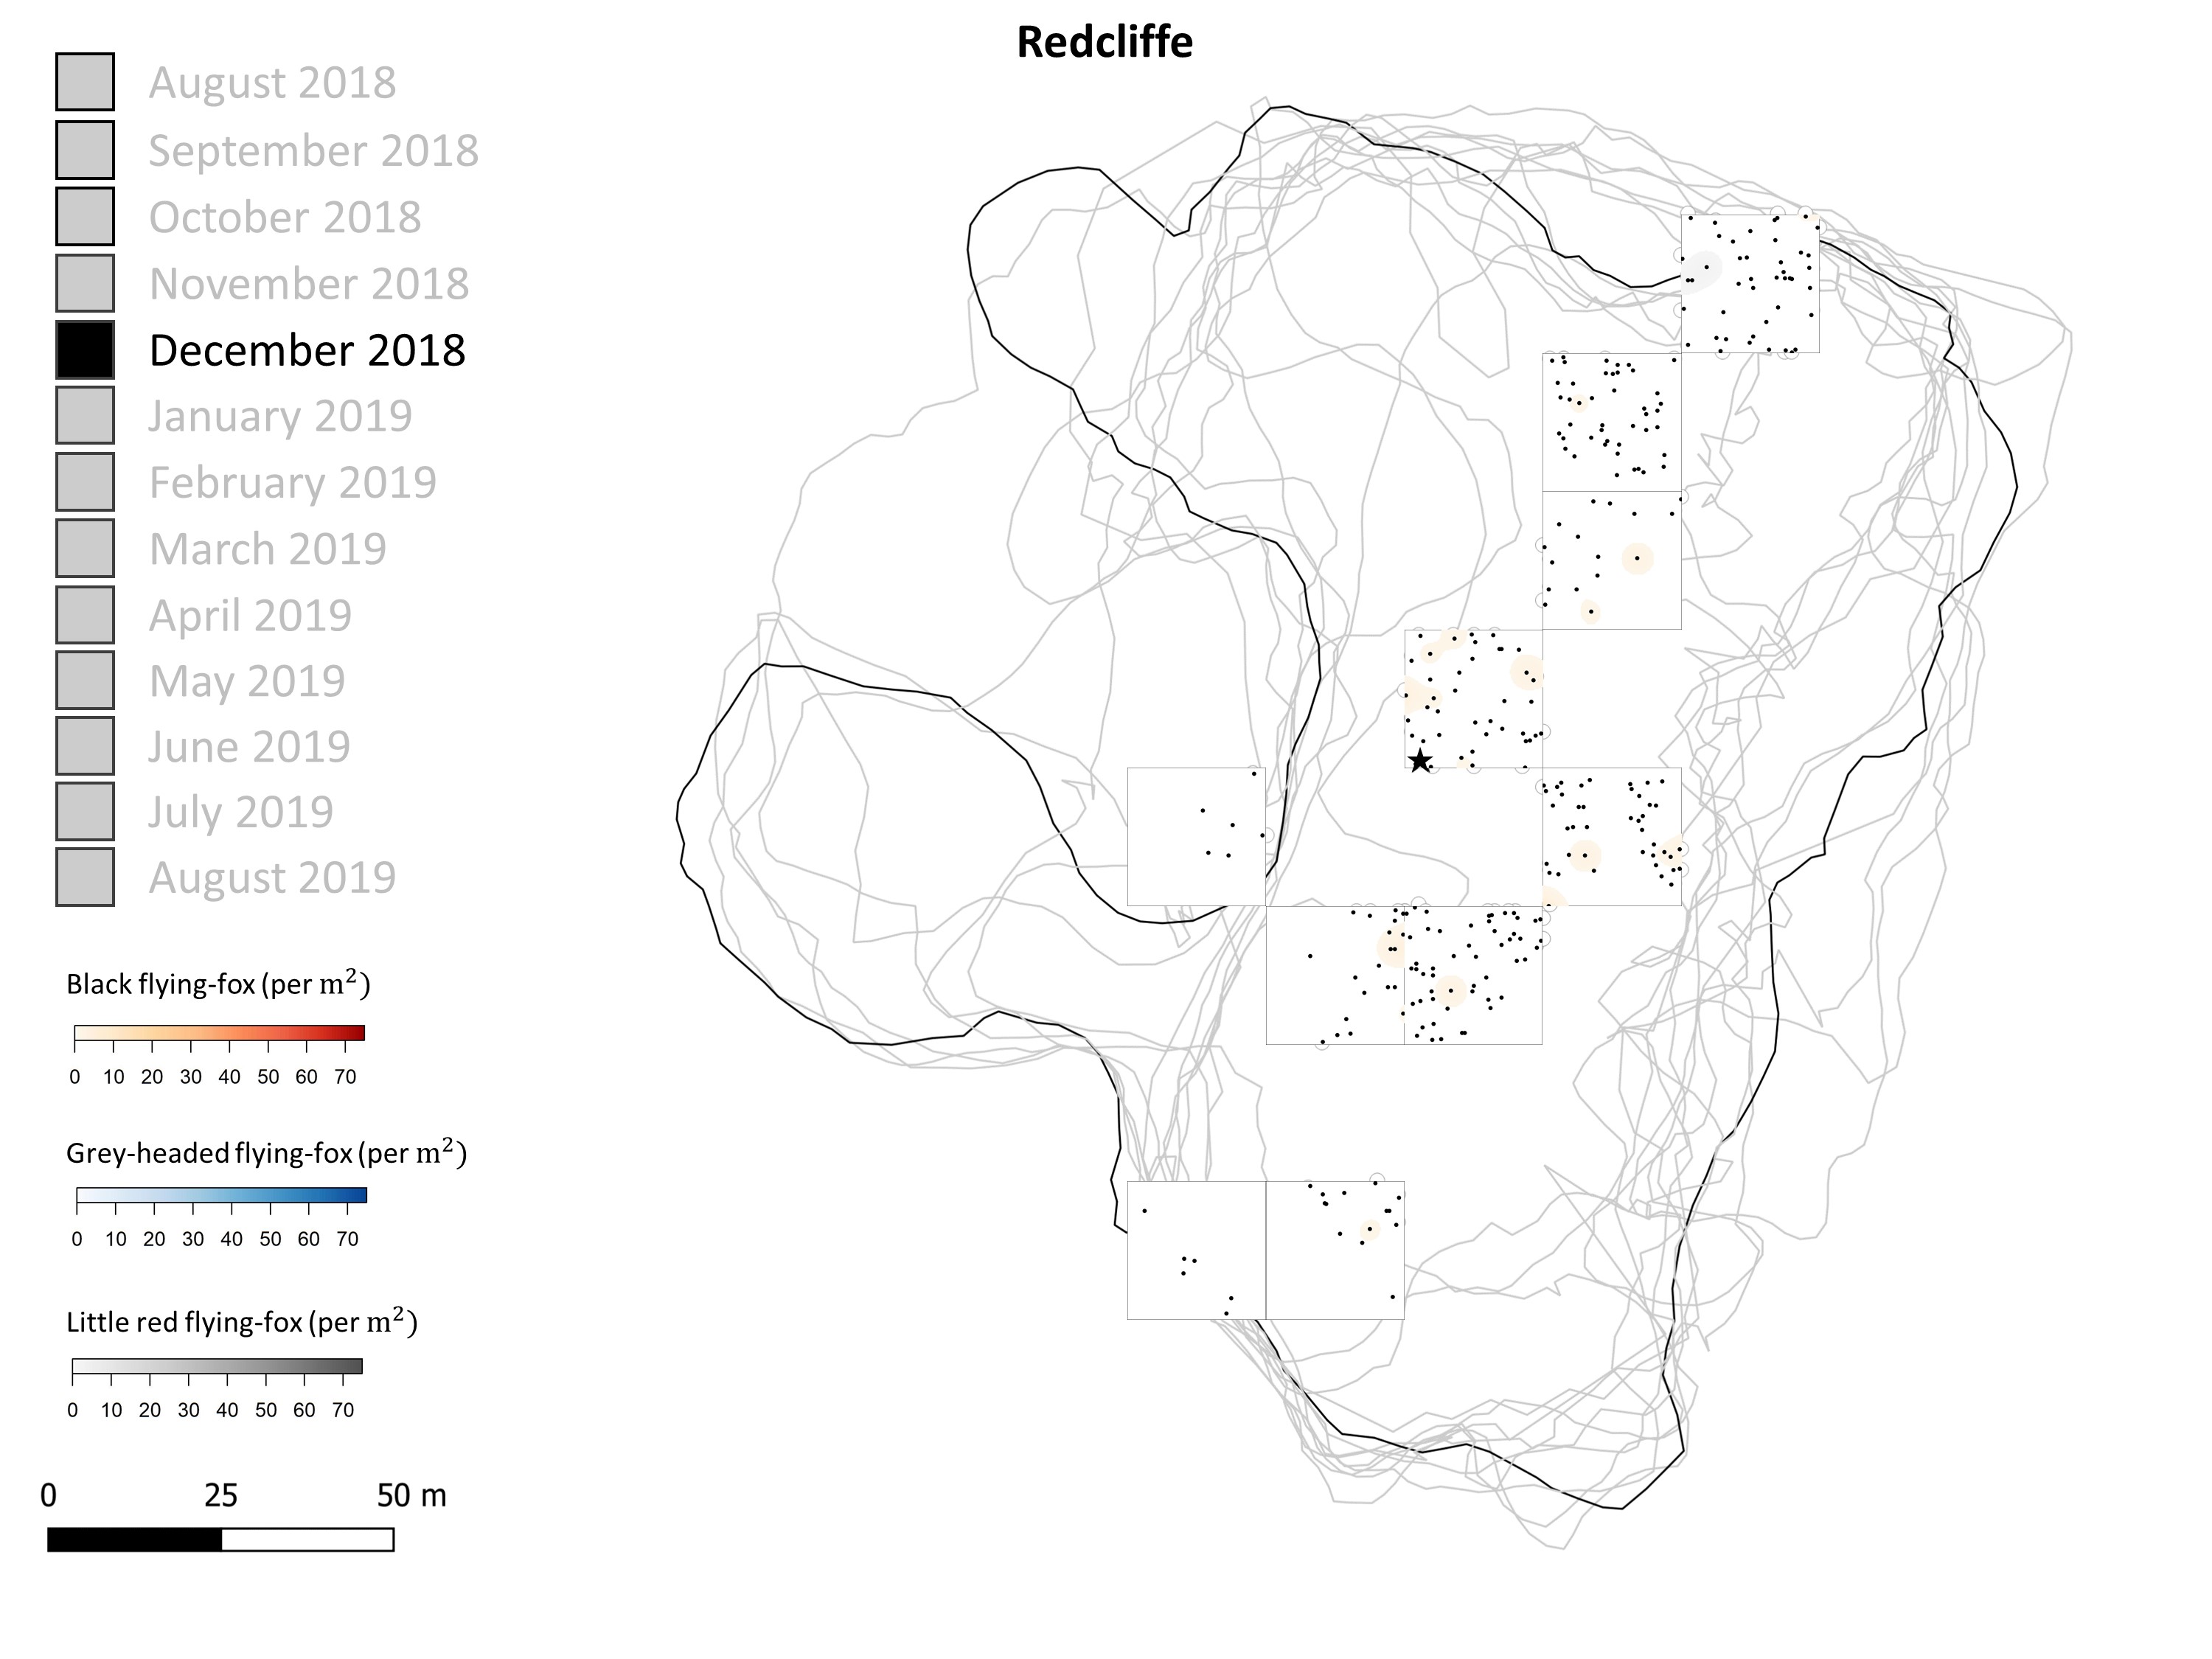 Redcliffe
August 2018
September 2018
October 2018
November 2018
December 2018
January 2019
February 2019
March 2019
April 2019
May 2019
June 2019
July 2019
August 2019
Black flying-fox (per m²)
0 10 20 30 40 50 60 70
Grey-headed flying-fox (per m²)
0 10 20 30 40 50 60 70
Little red flying-fox (per m²)
0 10 20 30 40 50 60 70
0 25 50 m